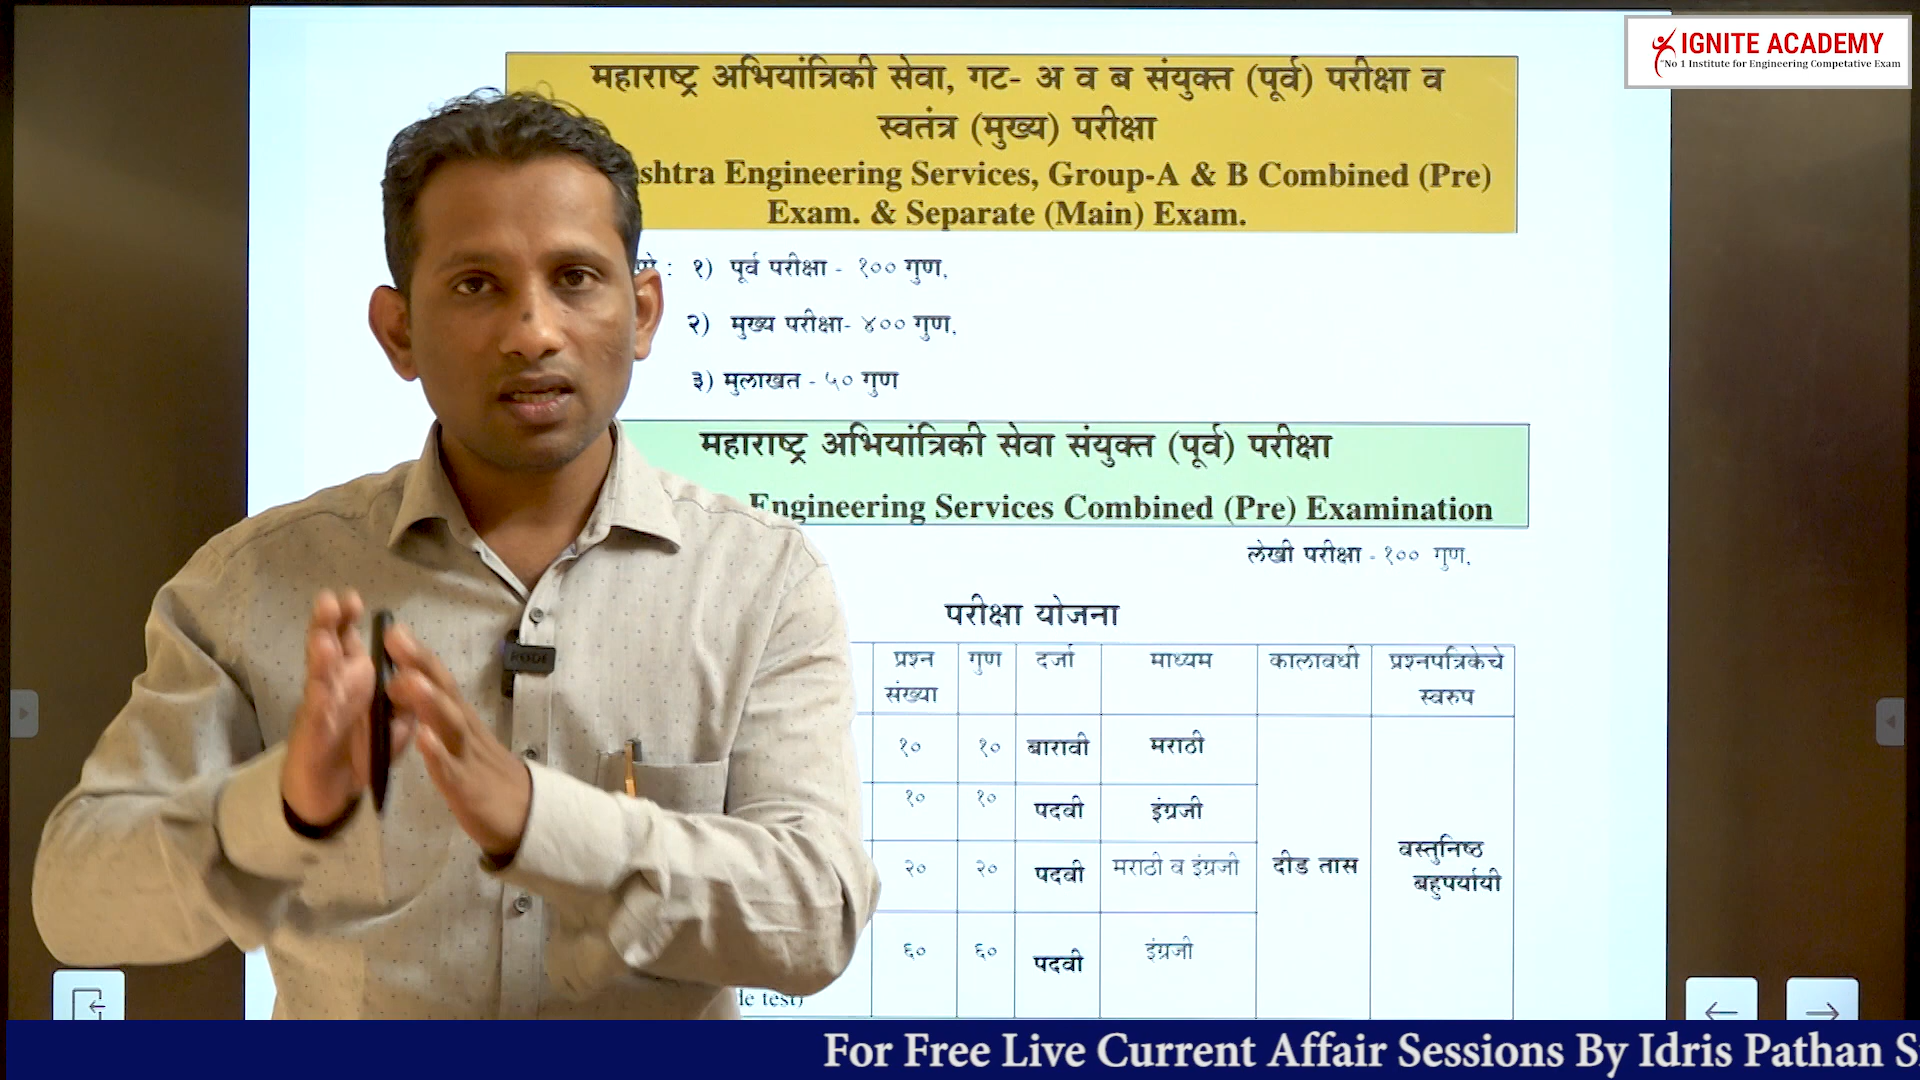 IGNITE ACADEMY
"No 1 Institute for Engineering Competative Exam
महाराष्ट्र अभियांत्रिकी सेवा, गट- अ व ब संयुक्त (पूर्व) परीक्षा व
स्वतंत्र (मुख्य) परीक्षा
Engineering Services, Group-A & B Combined (Pre)
Exam. & Separate (Main) Exam.
१) पूर्व परीक्षा - १०० गुण,
२) मुख्य परीक्षा- ४०० गुण,
३) मुलाखत - ५० गुण
महाराष्ट्र अभियांत्रिकी सेवा संयुक्त (पूर्व) परीक्षा
Engineering Services Combined (Pre) Examination
लेखी परीक्षा - १०० गुण,
परीक्षा योजना
प्रश्न संख्या गुण दर्जा माध्यम कालावधी प्रश्नपत्रिकेचे स्वरुप
१० १० बारावी मराठी
१० १० पदवी इंग्रजी
२० २० पदवी मराठी व इंग्रजी दीड तास वस्तुनिष्ठ बहुपर्यायी
६० ६० पदवी इंग्रजी
test)
RODE
For Free Live Current Affair Sessions By Idris Pathan